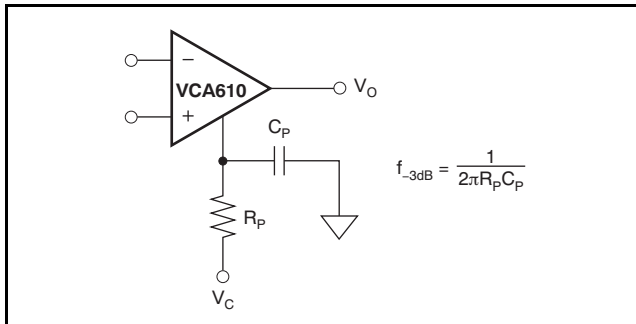 −
VCA610
+
V_O
C_P
f_−3dB = 1 / 2πR_PC_P
R_P
V_C